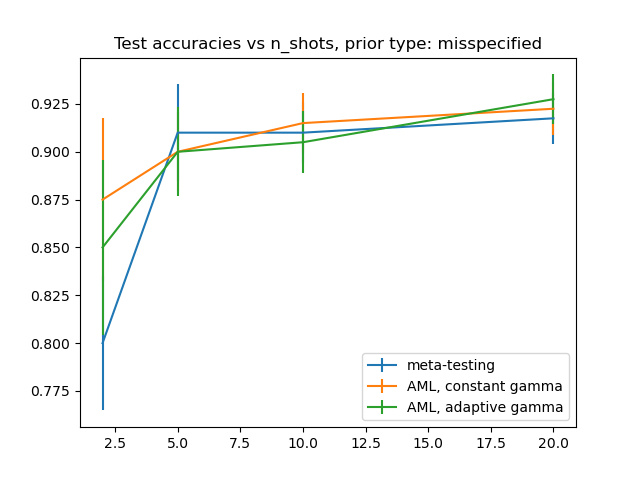 Test accuracies vs n_shots, prior type: misspecified
0.925
0.900
0.875
0.850
0.825
0.800
0.775
meta-testing
AML, constant gamma
AML, adaptive gamma
2.5 5.0 7.5 10.0 12.5 15.0 17.5 20.0